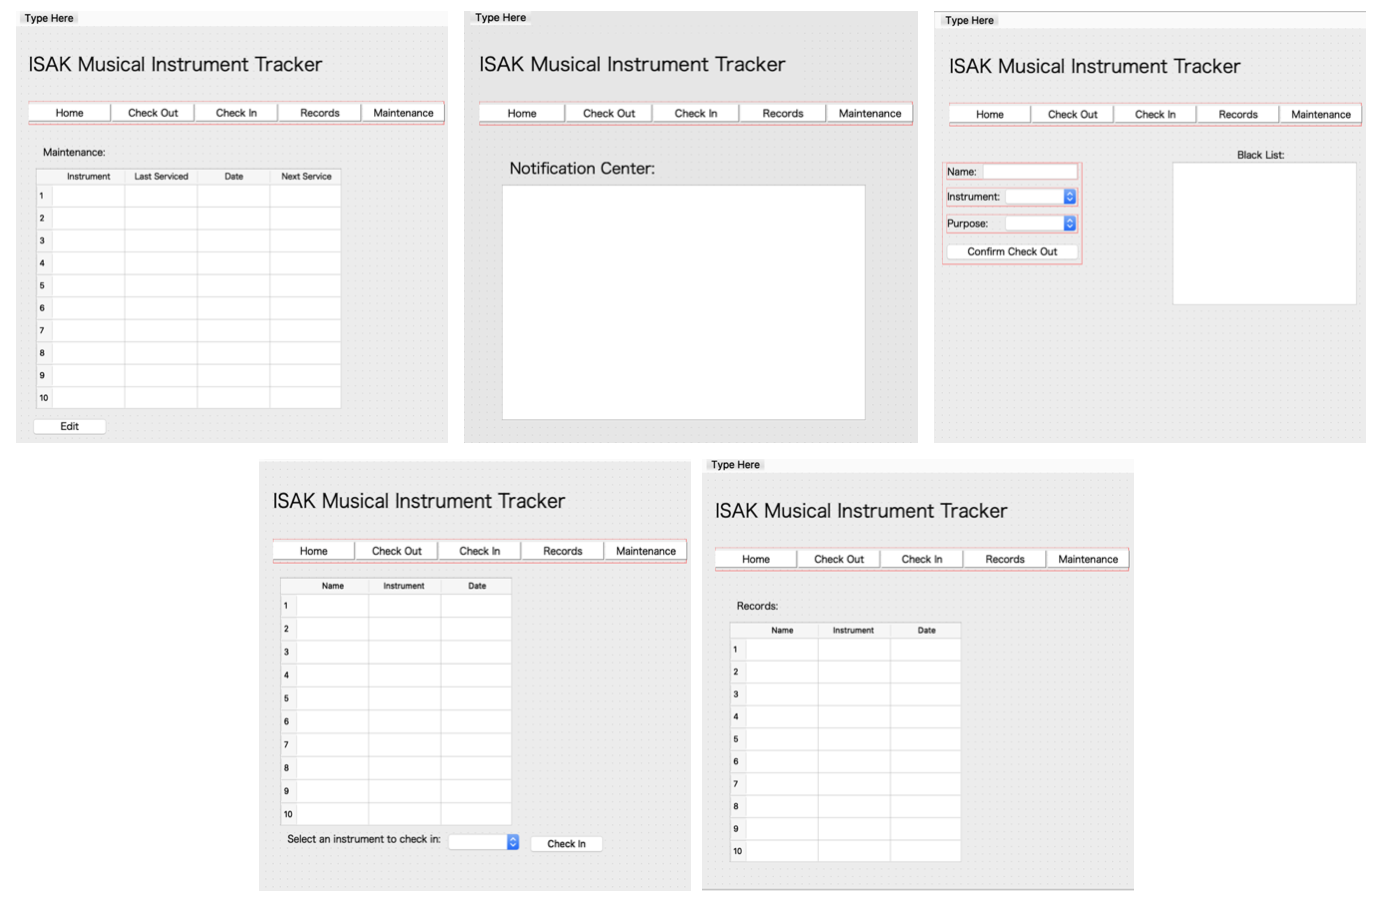 Type Here
ISAK Musical Instrument Tracker
Home Check Out Check In Records Maintenance
Maintenance:
Instrument Last Serviced Date Next Service
1
2
3
4
5
6
7
8
9
10
Edit
Type Here
ISAK Musical Instrument Tracker
Home Check Out Check In Records Maintenance
Notification Center:
Type Here
ISAK Musical Instrument Tracker
Home Check Out Check In Records Maintenance
Name:
Instrument:
Purpose:
Confirm Check Out
Black List:
ISAK Musical Instrument Tracker
Home Check Out Check In Records Maintenance
Name Instrument Date
1
2
3
4
5
6
7
8
9
10
Select an instrument to check in: Check In
Type Here
ISAK Musical Instrument Tracker
Home Check Out Check In Records Maintenance
Records:
Name Instrument Date
1
2
3
4
5
6
7
8
9
10